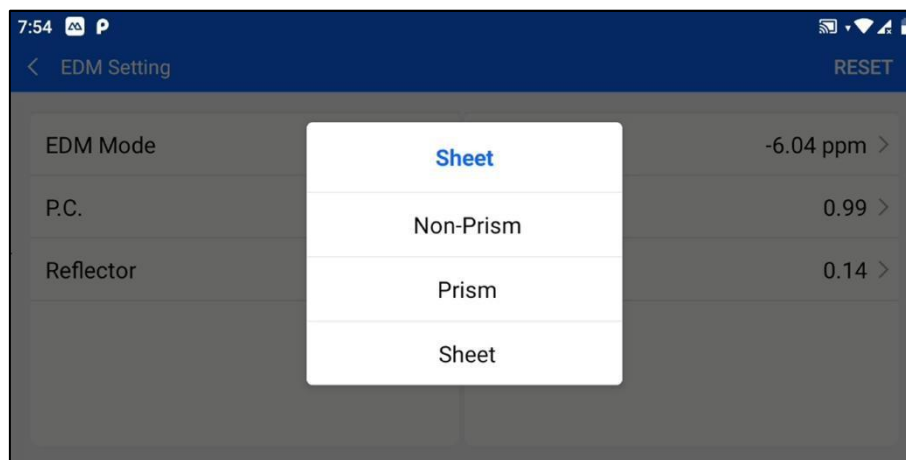 7:54
EDM Setting
RESET
EDM Mode
P.C.
Reflector
Sheet
Non-Prism
Prism
Sheet
-6.04 ppm
0.99
0.14